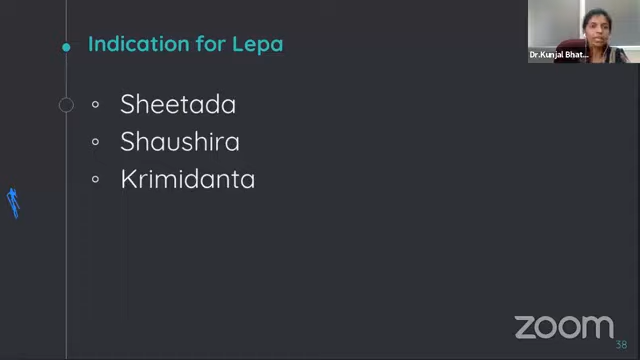 Indication for Lepa
Dr.Kunjal Bhat...
Sheetada
Shaushira
Krimidanta
zoom
38